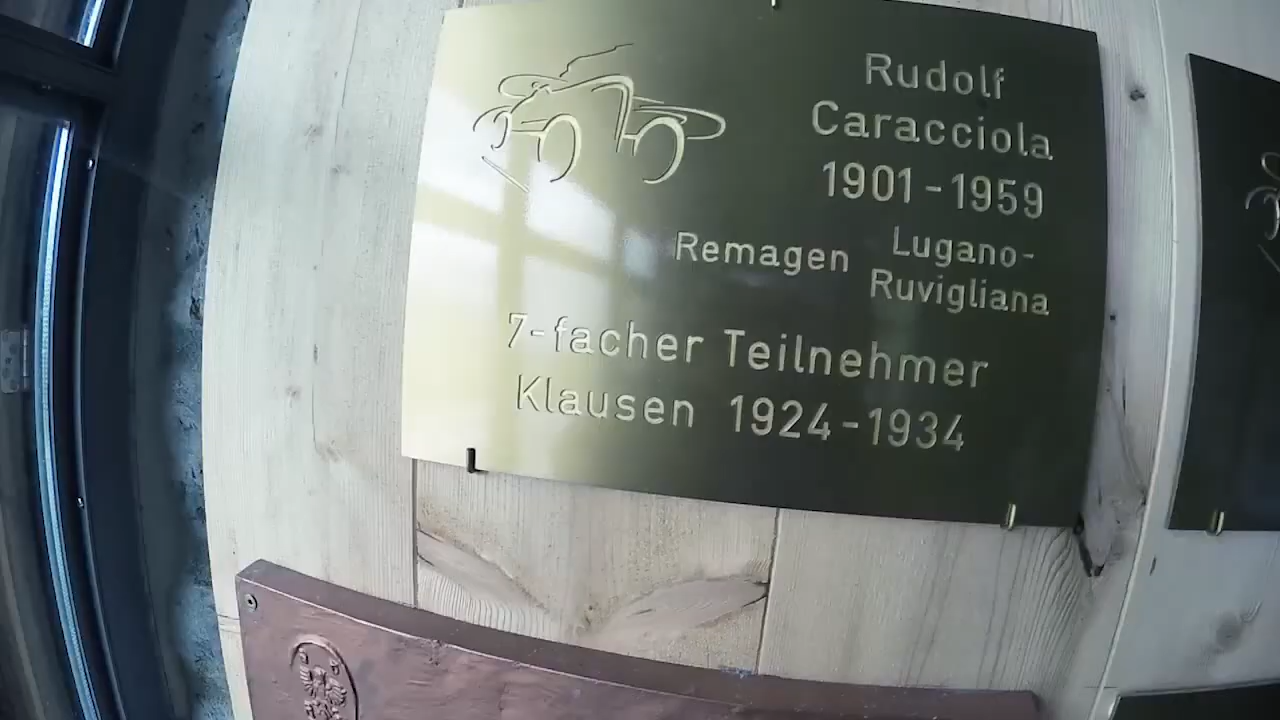 Rudolf
Caracciola
1901-1959
Remagen Lugano-
Ruvigliana
7-facher Teilnehmer
Klausen 1924-1934